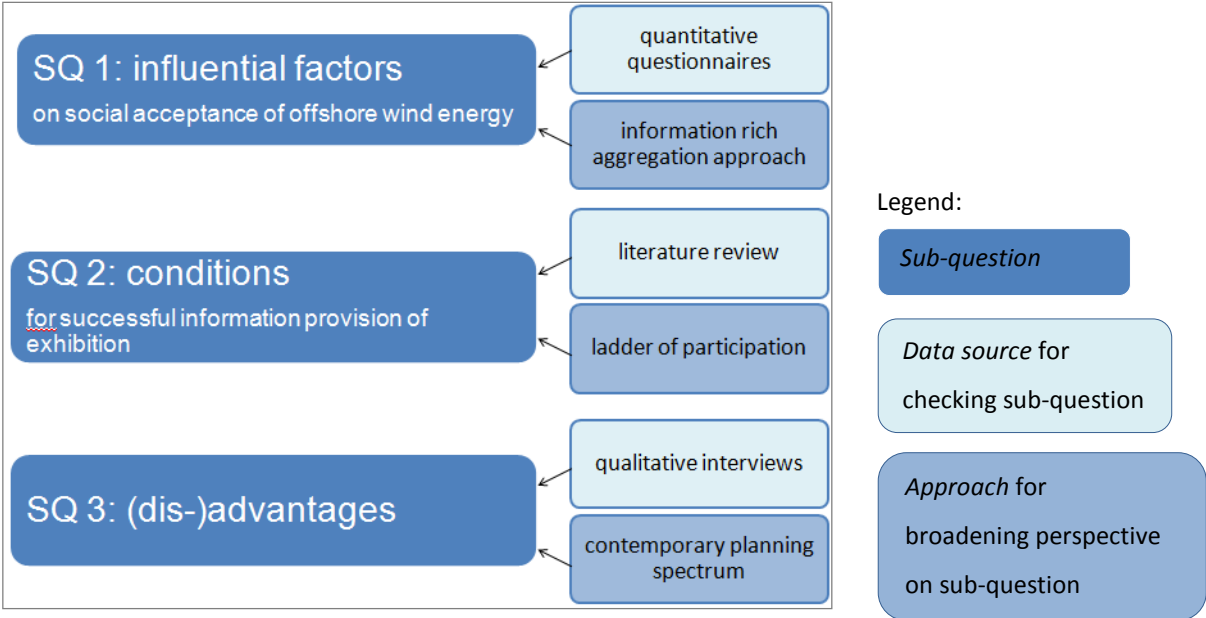 SQ 1: influential factors
on social acceptance of offshore wind energy
quantitative
questionnaires
information rich
aggregation approach
SQ 2: conditions
for successful information provision of
exhibition
literature review
ladder of participation
SQ 3: (dis-)advantages
qualitative interviews
contemporary planning
spectrum
Legend:
Sub-question
Data source for
checking sub-question
Approach for
broadening perspective
on sub-question